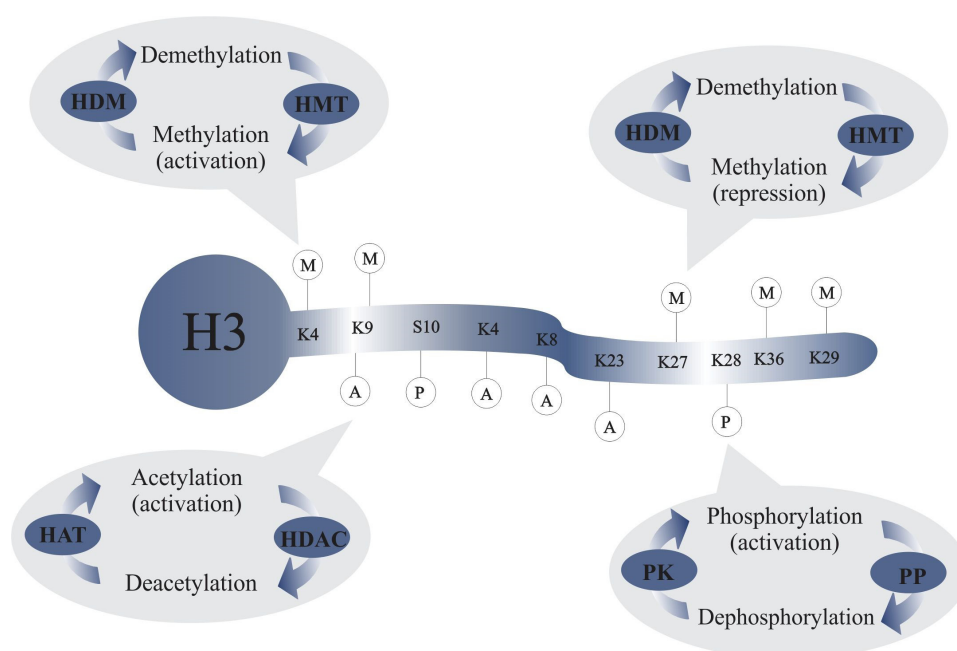 Demethylation
HDM
HMT
Methylation
(activation)
Demethylation
HDM
HMT
Methylation
(repression)
M
M
M
M
M
H3
K4
K9
S10
K4
K8
K23
K27
K28
K36
K29
A
P
A
A
A
P
Acetylation
(activation)
HAT
HDAC
Deacetylation
Phosphorylation
(activation)
PK
PP
Dephosphorylation